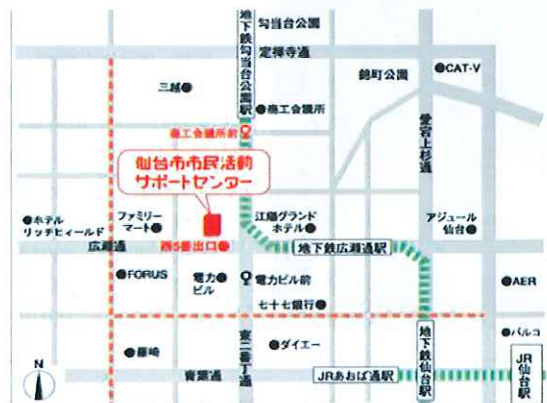 勾当台公園
定禅寺通
地下鉄勾当台公園駅
錦町公園
●CAT-V
三越●
●商工会議所
愛宕上杉通
商工会議所前
仙台市市民活動
サポートセンター
●ホテル
リッチフィールド
ファミリー
マート●
江陽グランド
ホテル●
アジュール
仙台●
広瀬通
西5番出口●
地下鉄広瀬通駅
●FORUS
電力●
ビル
電力ビル前
●AER
七十七銀行●
●パルコ
●藤崎
東二番丁通
●ダイエー
地下鉄仙台駅
JR仙台駅
N
青葉通
JRあおば通駅